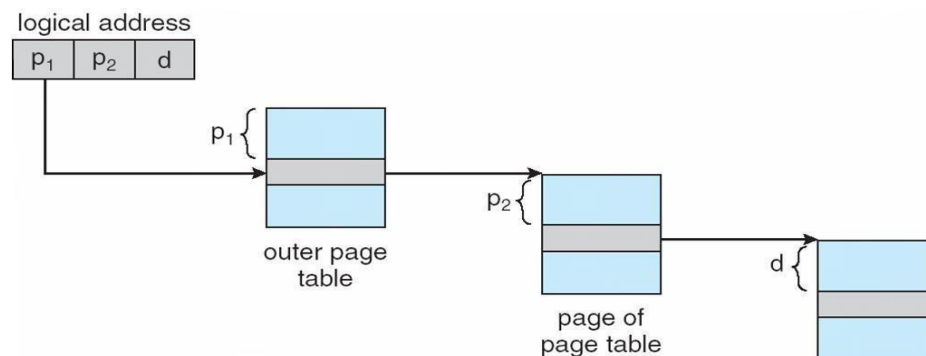 logical address
p₁ p₂ d
p₁
p₂
outer page
table
d
page of
page table